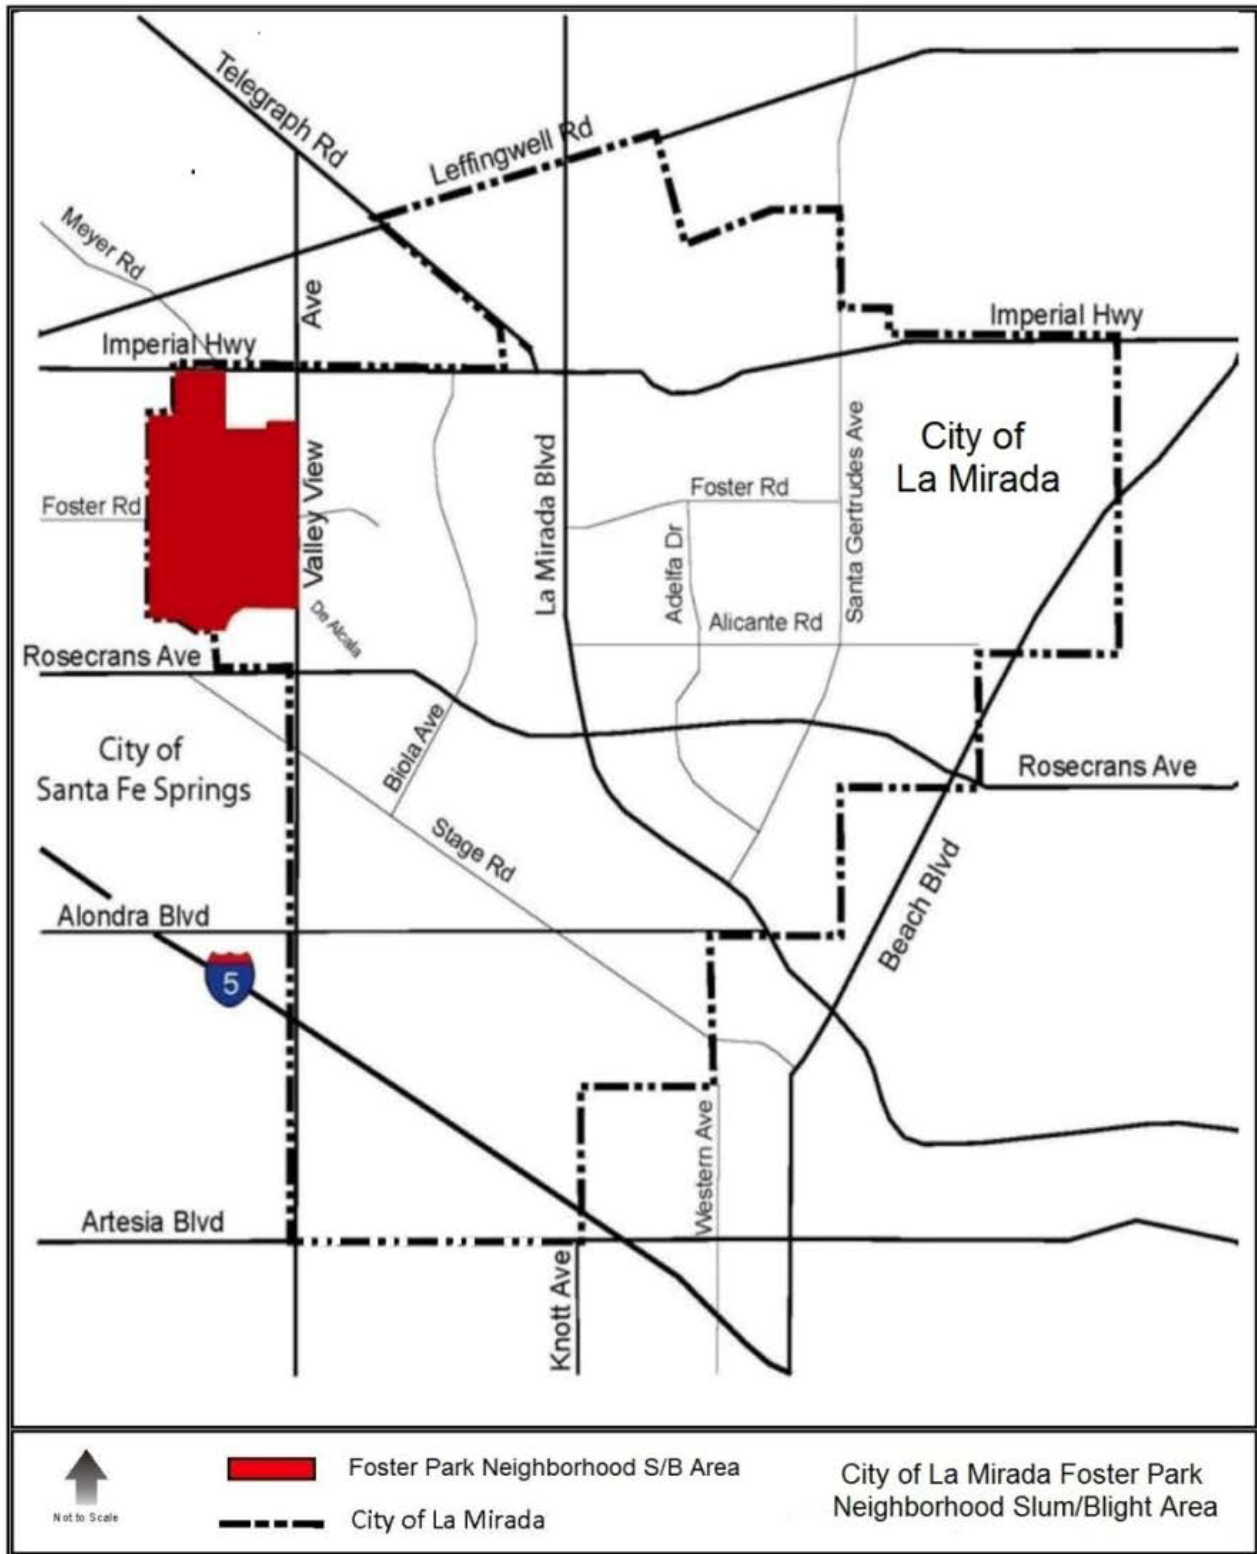 Telegraph Rd
Leffingwell Rd
Meyer Rd
Ave
Imperial Hwy
Imperial Hwy
City of
La Mirada
Santa Gertrudes Ave
La Mirada Blvd
Valley View
Foster Rd
Foster Rd
Adelfa Dr
Alicante Rd
De Alcala
Rosecrans Ave
Biola Ave
City of
Santa Fe Springs
Rosecrans Ave
Stage Rd
Beach Blvd
Alondra Blvd
5
Western Ave
Artesia Blvd
Knott Ave
Not to Scale
Foster Park Neighborhood S/B Area
City of La Mirada
City of La Mirada Foster Park
Neighborhood Slum/Blight Area